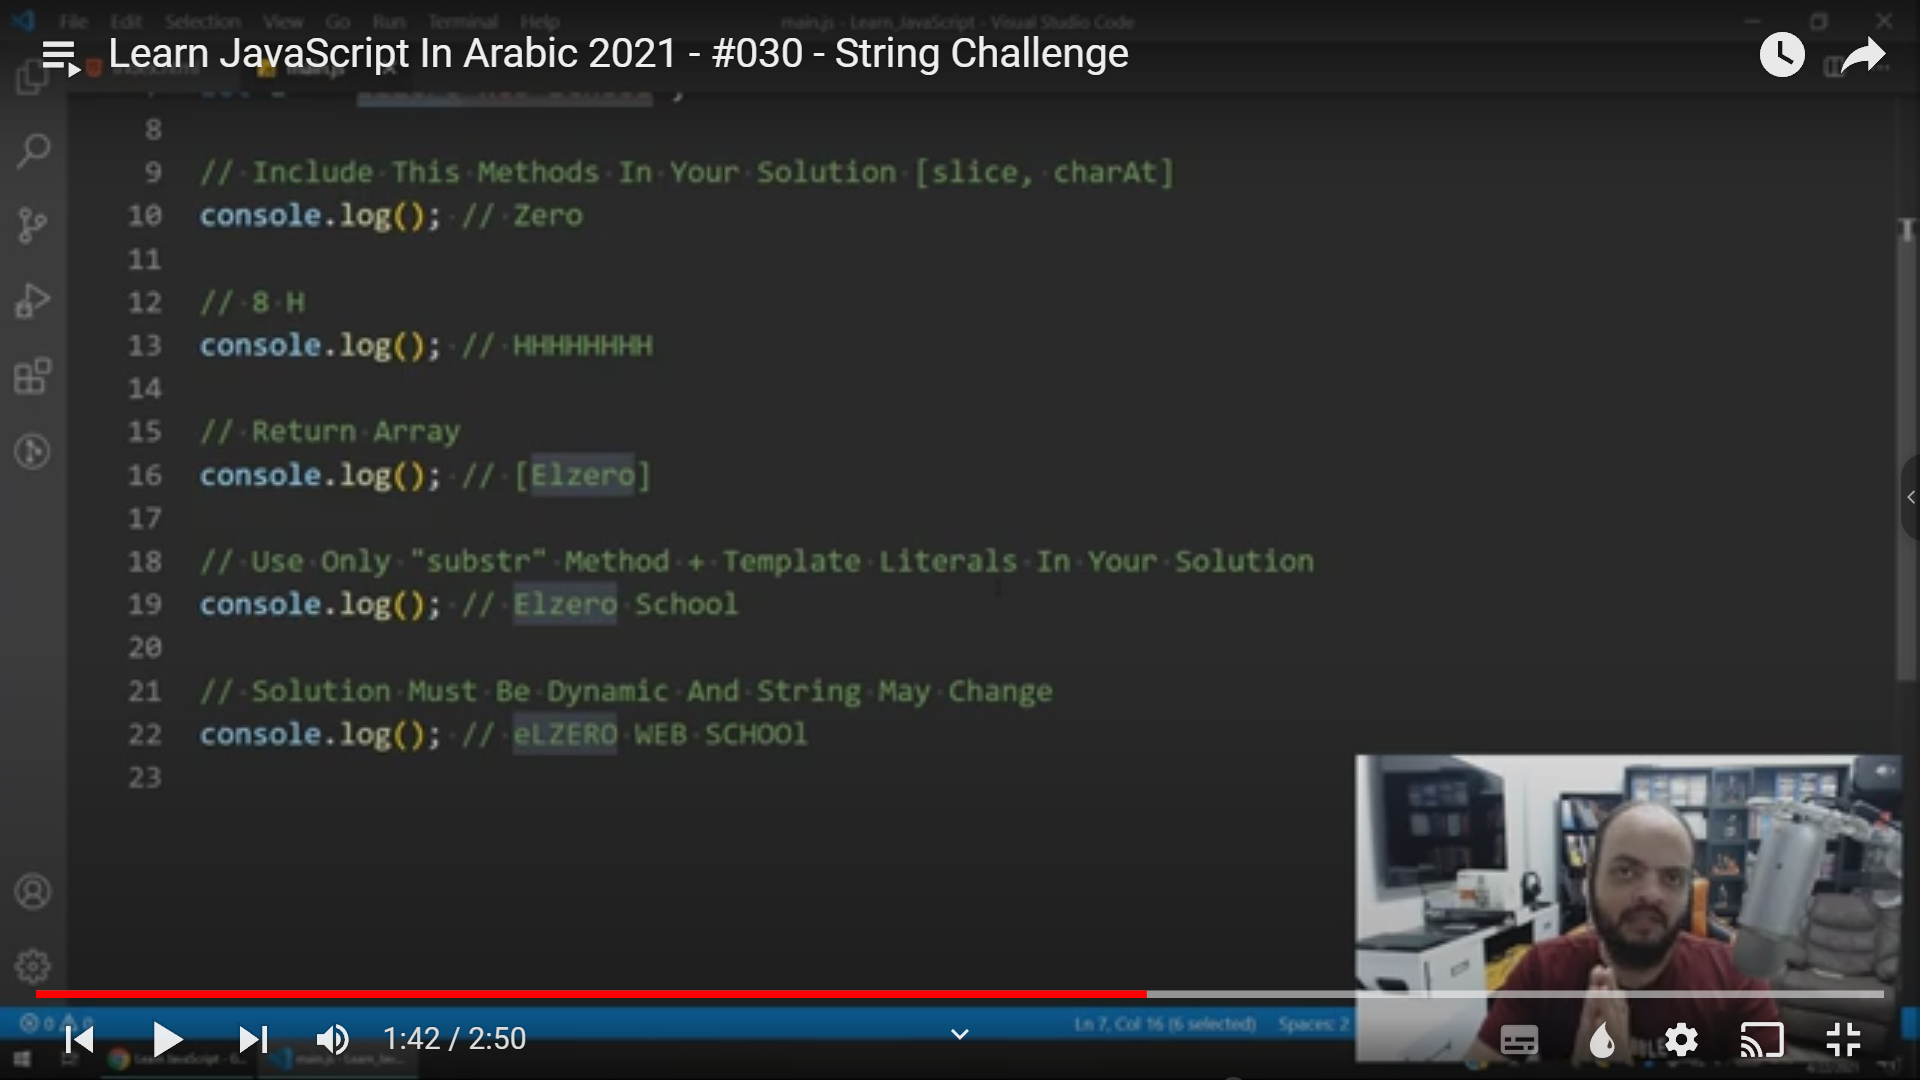 File Edit Selection View Go Run Terminal Help main.js - Learn_JavaScript - Visual Studio Code
Learn JavaScript In Arabic 2021 - #030 - String Challenge
8
9 // Include This Methods In Your Solution [slice, charAt]
10 console.log(); // Zero
11
12 // 8 H
13 console.log(); // HHHHHHHH
14
15 // Return Array
16 console.log(); // [Elzero]
17
18 // Use Only "substr" Method + Template Literals In Your Solution
19 console.log(); // Elzero School
20
21 // Solution Must Be Dynamic And String May Change
22 console.log(); // eLZERO WEB SCHOOl
23
Ln 7, Col 16 (6 selected) Spaces: 2
1:42 / 2:50